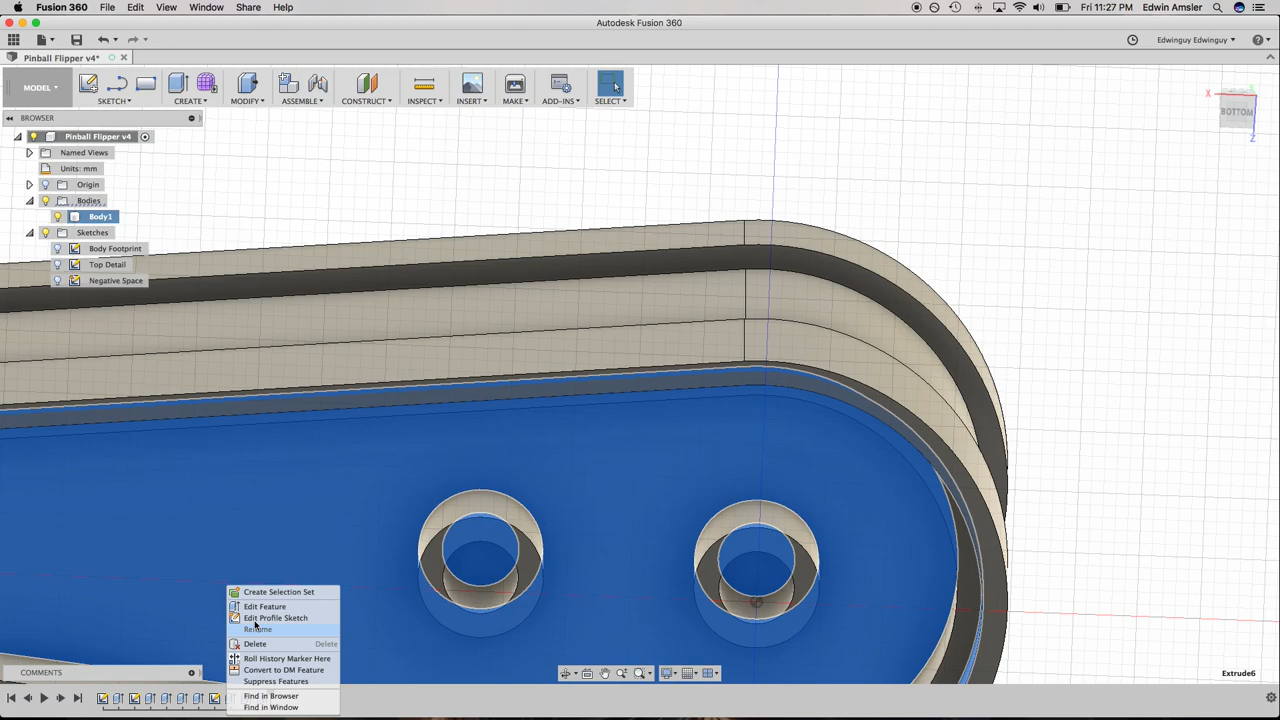 Fusion 360 File Edit View Window Share Help Fri 11:27 Edwin Amsler
Autodesk Fusion 360
Edwinguy Edwinguy
Pinball Flipper v4*
MODEL SKETCH CREATE MODIFY ASSEMBLE CONSTRUCT INSPECT INSERT MAKE ADD-INS SELECT
BROWSER
Pinball Flipper v4
Named Views
Units: mm
Origin
Bodies
Body1
Sketches
Body Footprint
Top Detail
Negative Space
X
BOTTOM
Z
Create Selection Set
Edit Feature
Edit Profile Sketch
Rename
Delete Delete
Roll History Marker Here
Convert to DM Feature
Suppress Features
Find in Browser
Find in Window
COMMENTS
Extrude6